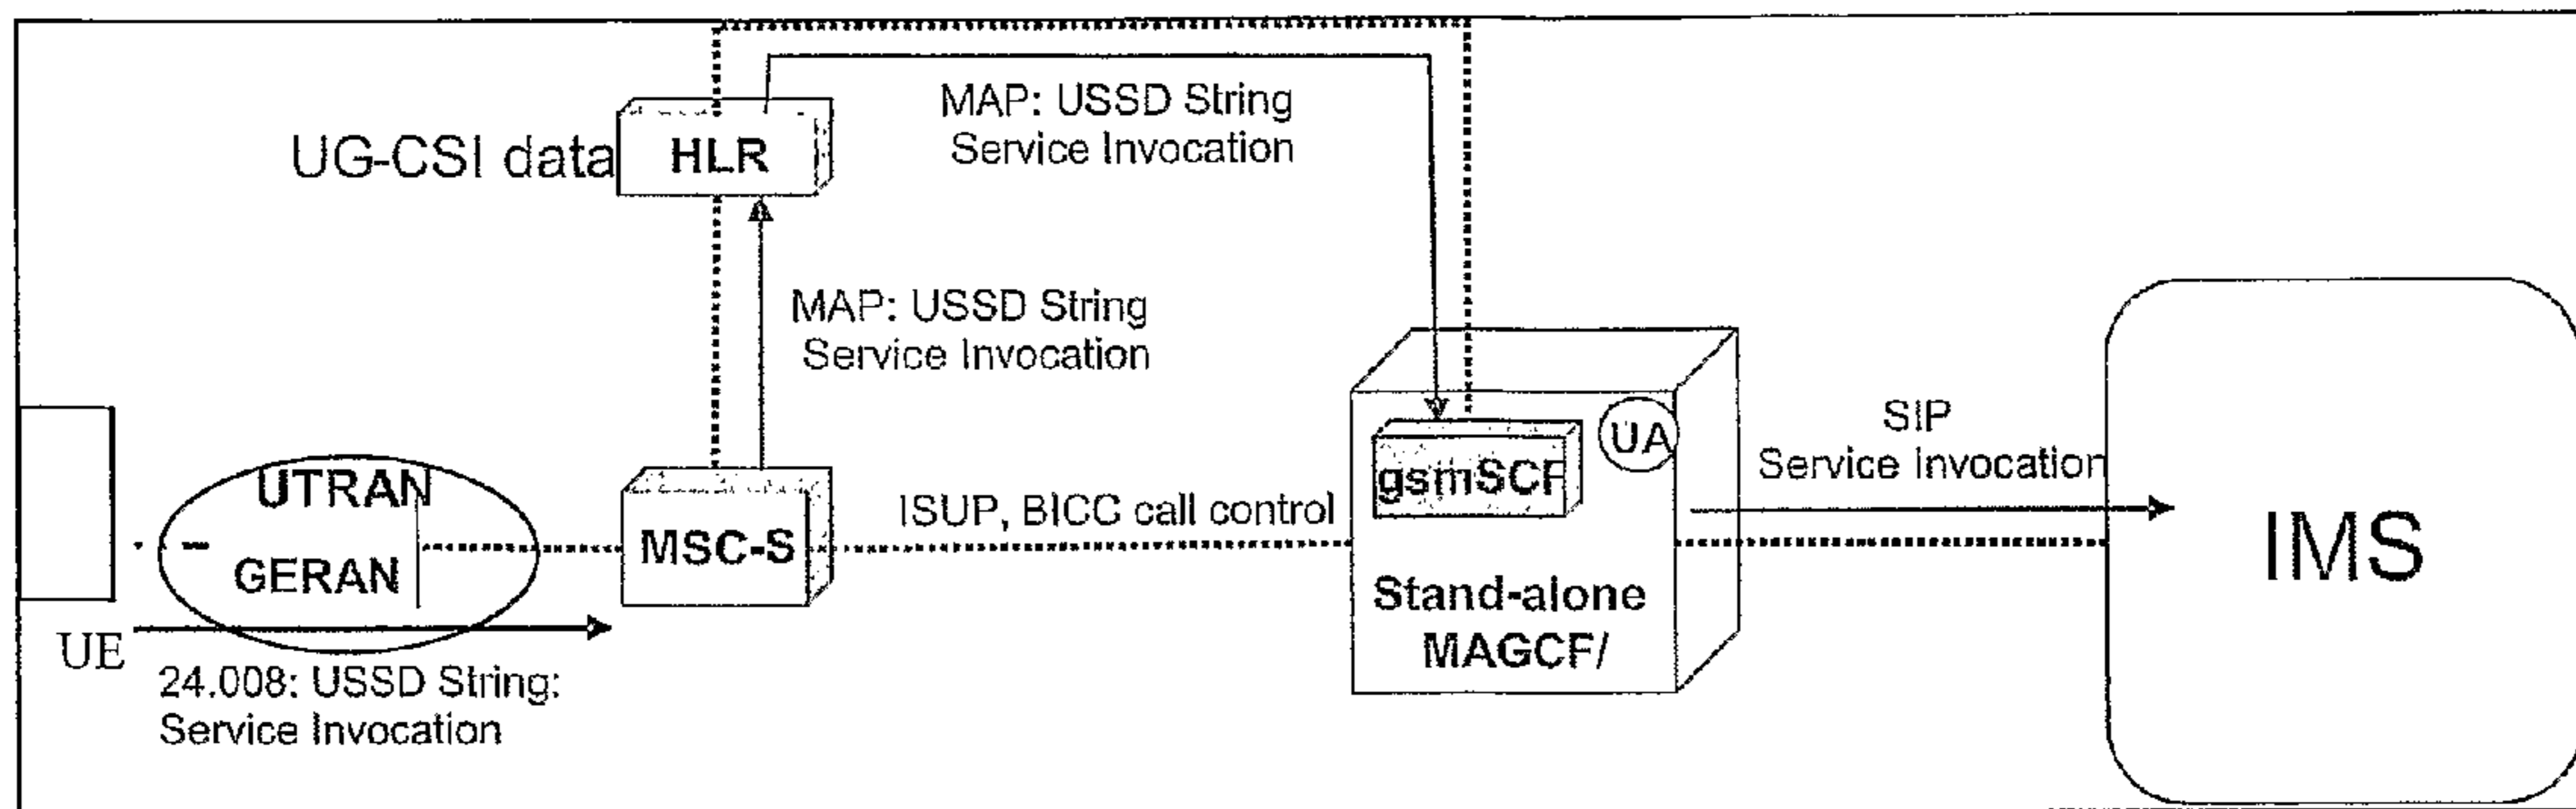 MAP: USSD String
Service Invocation
UG-CSI data
HLR
MAP: USSD String
Service Invocation
SIP
Service Invocation
UA
gsmSCF
UTRAN
GERAN
MSC-S
ISUP, BICC call control
IMS
Stand-alone
MAGCF/
UE
24.008: USSD String:
Service Invocation